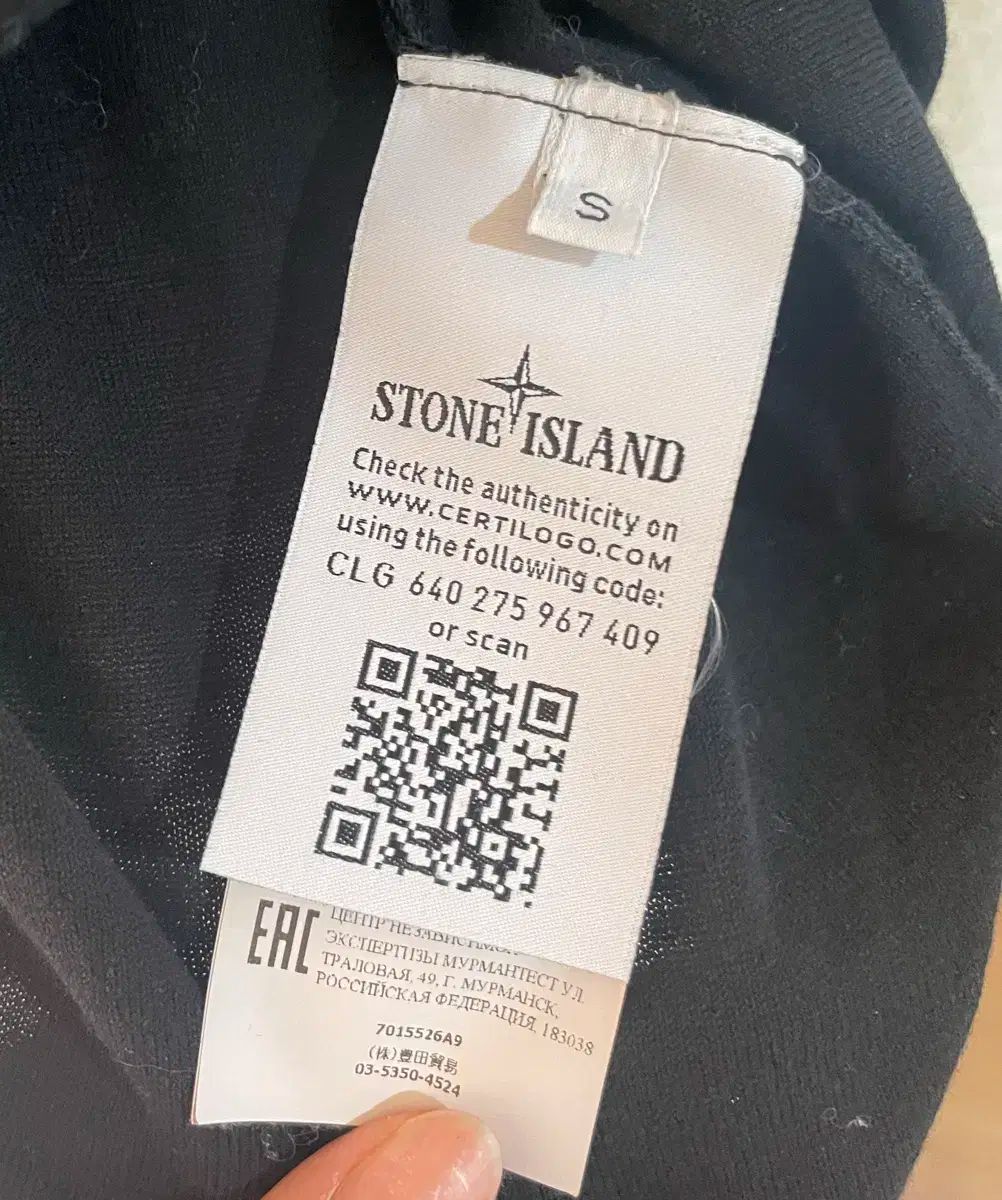 S
STONE ISLAND
Check the authenticity on
WWW.CERTILOGO.COM
using the following code:
CLG 640 275 967 409
or scan
EAC
ЦЕНТР НЕЗАВИСИМОЙ
ЭКСПЕРТИЗЫ МУРМАНТЕСТ УЛ.
ТРАЛОВАЯ, 49, Г. МУРМАНСК,
РОССИЙСКАЯ ФЕДЕРАЦИЯ, 183038
7015526A9
(株)豊田貿易
03-5350-4524